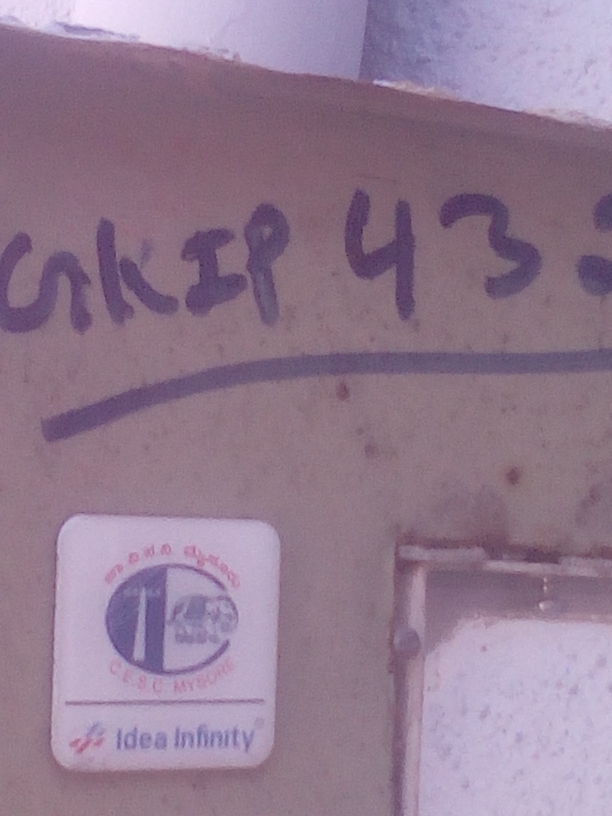 GKIP 43
ಚಾ.ವಿ.ಸ.ನಿ. ಮೈಸೂರು
C.E.S.C. MYSORE
Idea Infinity